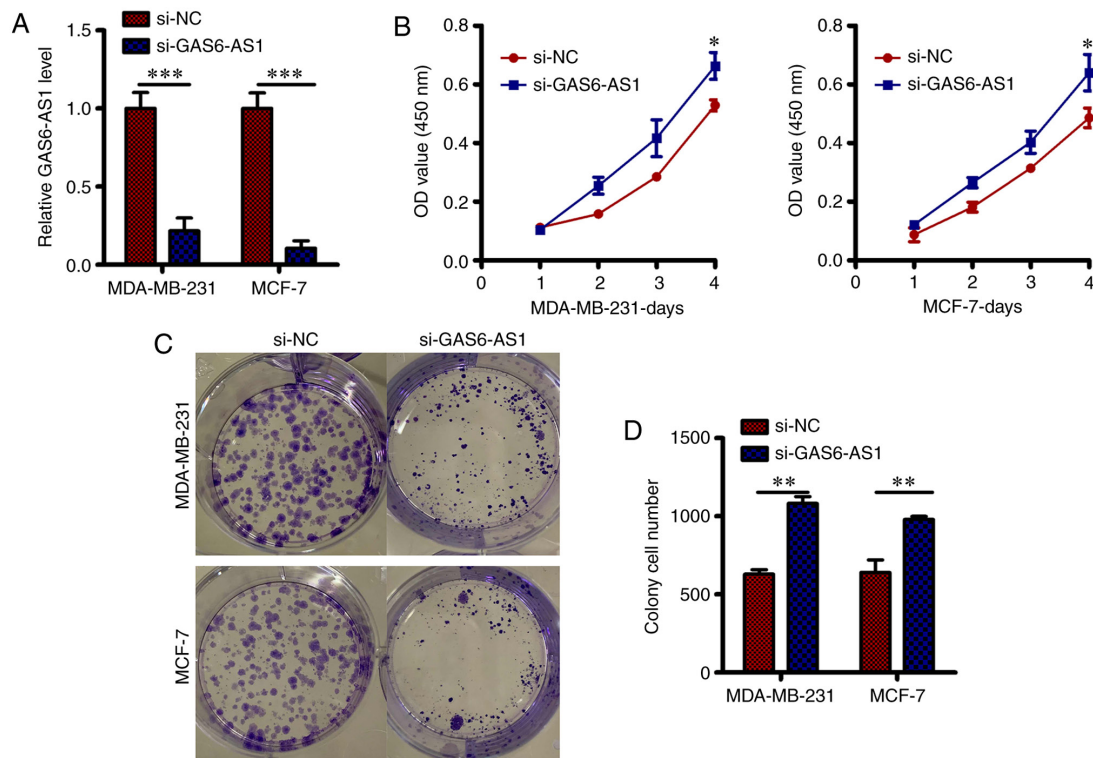 A
si-NC
si-GAS6-AS1
Relative GAS6-AS1 level
1.5
1.0
0.5
0.0
***
***
MDA-MB-231
MCF-7
B
OD value (450 nm)
0.8
0.6
0.4
0.2
0.0
si-NC
si-GAS6-AS1
*
0
1
2
3
4
MDA-MB-231-days
OD value (450 nm)
0.8
0.6
0.4
0.2
0.0
si-NC
si-GAS6-AS1
*
0
1
2
3
4
MCF-7-days
C
si-NC
si-GAS6-AS1
MDA-MB-231
MCF-7
D
si-NC
si-GAS6-AS1
Colony cell number
1500
1000
500
0
**
**
MDA-MB-231
MCF-7